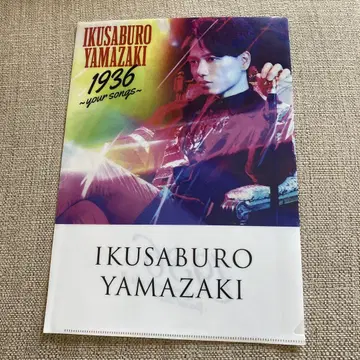 IKUSABURO
YAMAZAKI
1936
~your songs~
IKUSABURO
YAMAZAKI